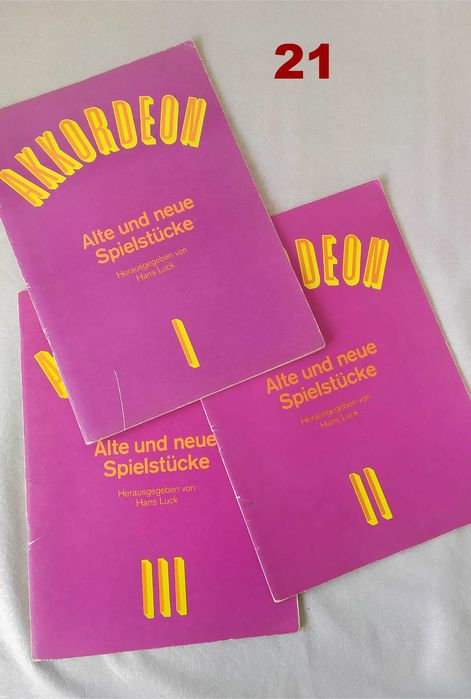 21
AKKORDEON
Alte und neue
Spielstücke
Herausgegeben von
Hans Luck
I
DEON
Alte und neue
Spielstücke
Herausgegeben von
Hans Luck
II
Alte und neue
Spielstücke
Herausgegeben von
Hans Luck
III